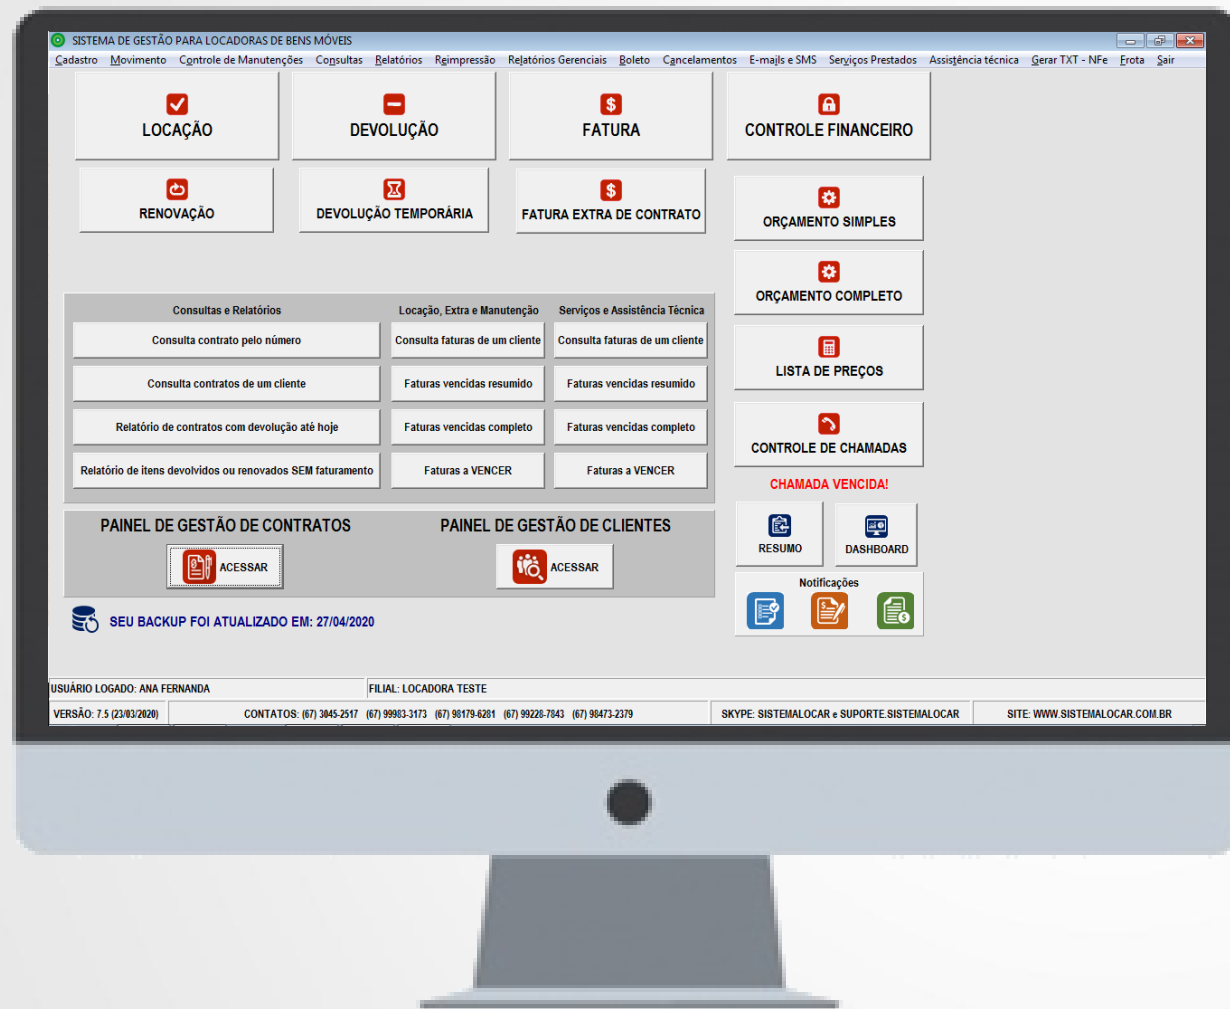 SISTEMA DE GESTÃO PARA LOCADORAS DE BENS MÓVEIS
Cadastro Movimento Controle de Manutenções Consultas Relatórios Reimpressão Relatórios Gerenciais Boleto Cancelamentos E-mails e SMS Serviços Prestados Assistência técnica Gerar TXT - NFe Frota Sair
LOCAÇÃO
DEVOLUÇÃO
FATURA
CONTROLE FINANCEIRO
RENOVAÇÃO
DEVOLUÇÃO TEMPORÁRIA
FATURA EXTRA DE CONTRATO
ORÇAMENTO SIMPLES
ORÇAMENTO COMPLETO
LISTA DE PREÇOS
CONTROLE DE CHAMADAS
CHAMADA VENCIDA!
Consultas e Relatórios
Locação, Extra e Manutenção
Serviços e Assistência Técnica
Consulta contrato pelo número
Consulta faturas de um cliente
Consulta faturas de um cliente
Consulta contratos de um cliente
Faturas vencidas resumido
Faturas vencidas resumido
Relatório de contratos com devolução até hoje
Faturas vencidas completo
Faturas vencidas completo
Relatório de itens devolvidos ou renovados SEM faturamento
Faturas a VENCER
Faturas a VENCER
PAINEL DE GESTÃO DE CONTRATOS
PAINEL DE GESTÃO DE CLIENTES
ACESSAR
ACESSAR
RESUMO
DASHBOARD
Notificações
SEU BACKUP FOI ATUALIZADO EM: 27/04/2020
USUÁRIO LOGADO: ANA FERNANDA
FILIAL: LOCADORA TESTE
VERSÃO: 7.5 (23/03/2020)
CONTATOS: (67) 3045-2517 (67) 99983-3173 (67) 98179-6281 (67) 99228-7843 (67) 98473-2379
SKYPE: SISTEMALOCAR e SUPORTE.SISTEMALOCAR
SITE: WWW.SISTEMALOCAR.COM.BR